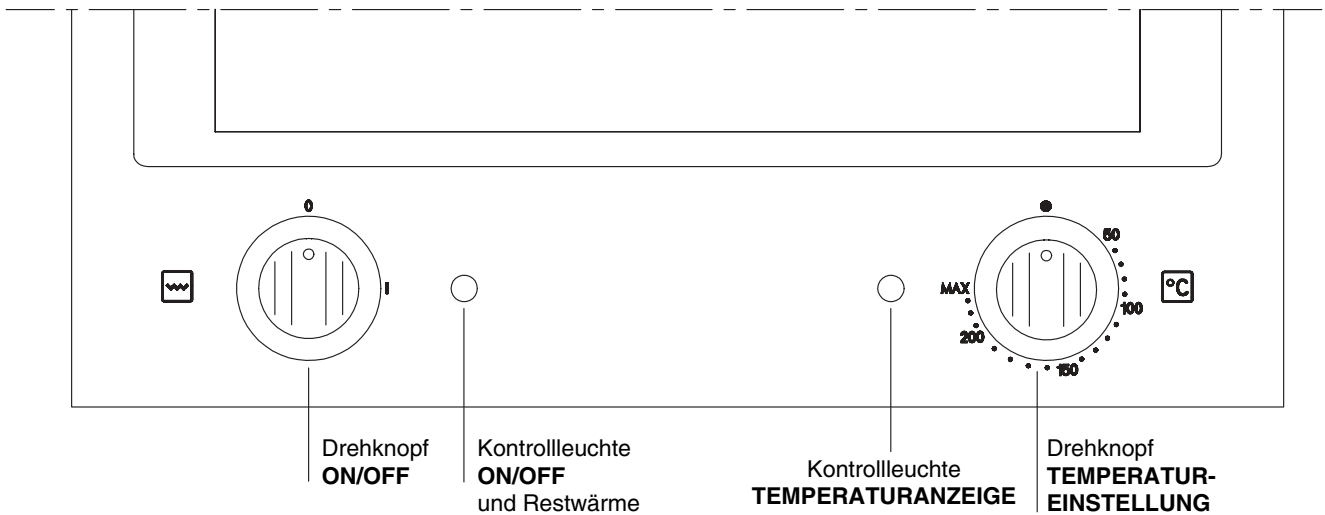 0
I
MAX
50
100
150
200
°C
Drehknopf
ON/OFF
Kontrollleuchte
ON/OFF
und Restwärme
Kontrollleuchte
TEMPERATURANZEIGE
Drehknopf
TEMPERATUR-
EINSTELLUNG